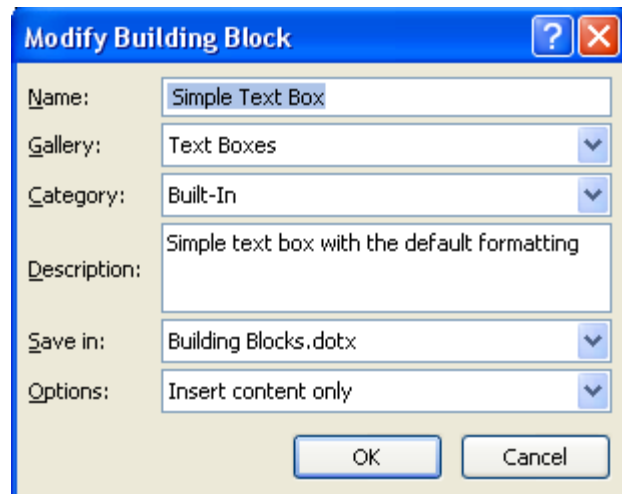 Modify Building Block
Name: Simple Text Box
Gallery: Text Boxes
Category: Built-In
Description: Simple text box with the default formatting
Save in: Building Blocks.dotx
Options: Insert content only
OK Cancel